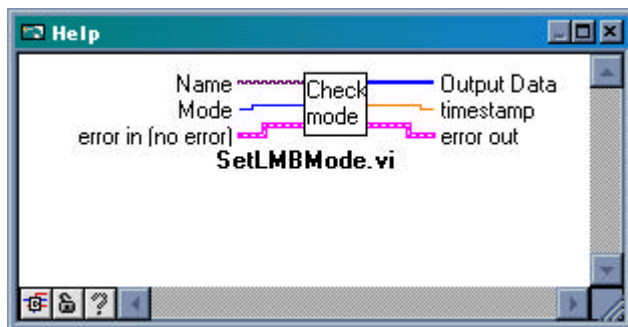 Help
Name Check Output Data
Mode mode timestamp
error in (no error) error out
SetLMBMode.vi
?